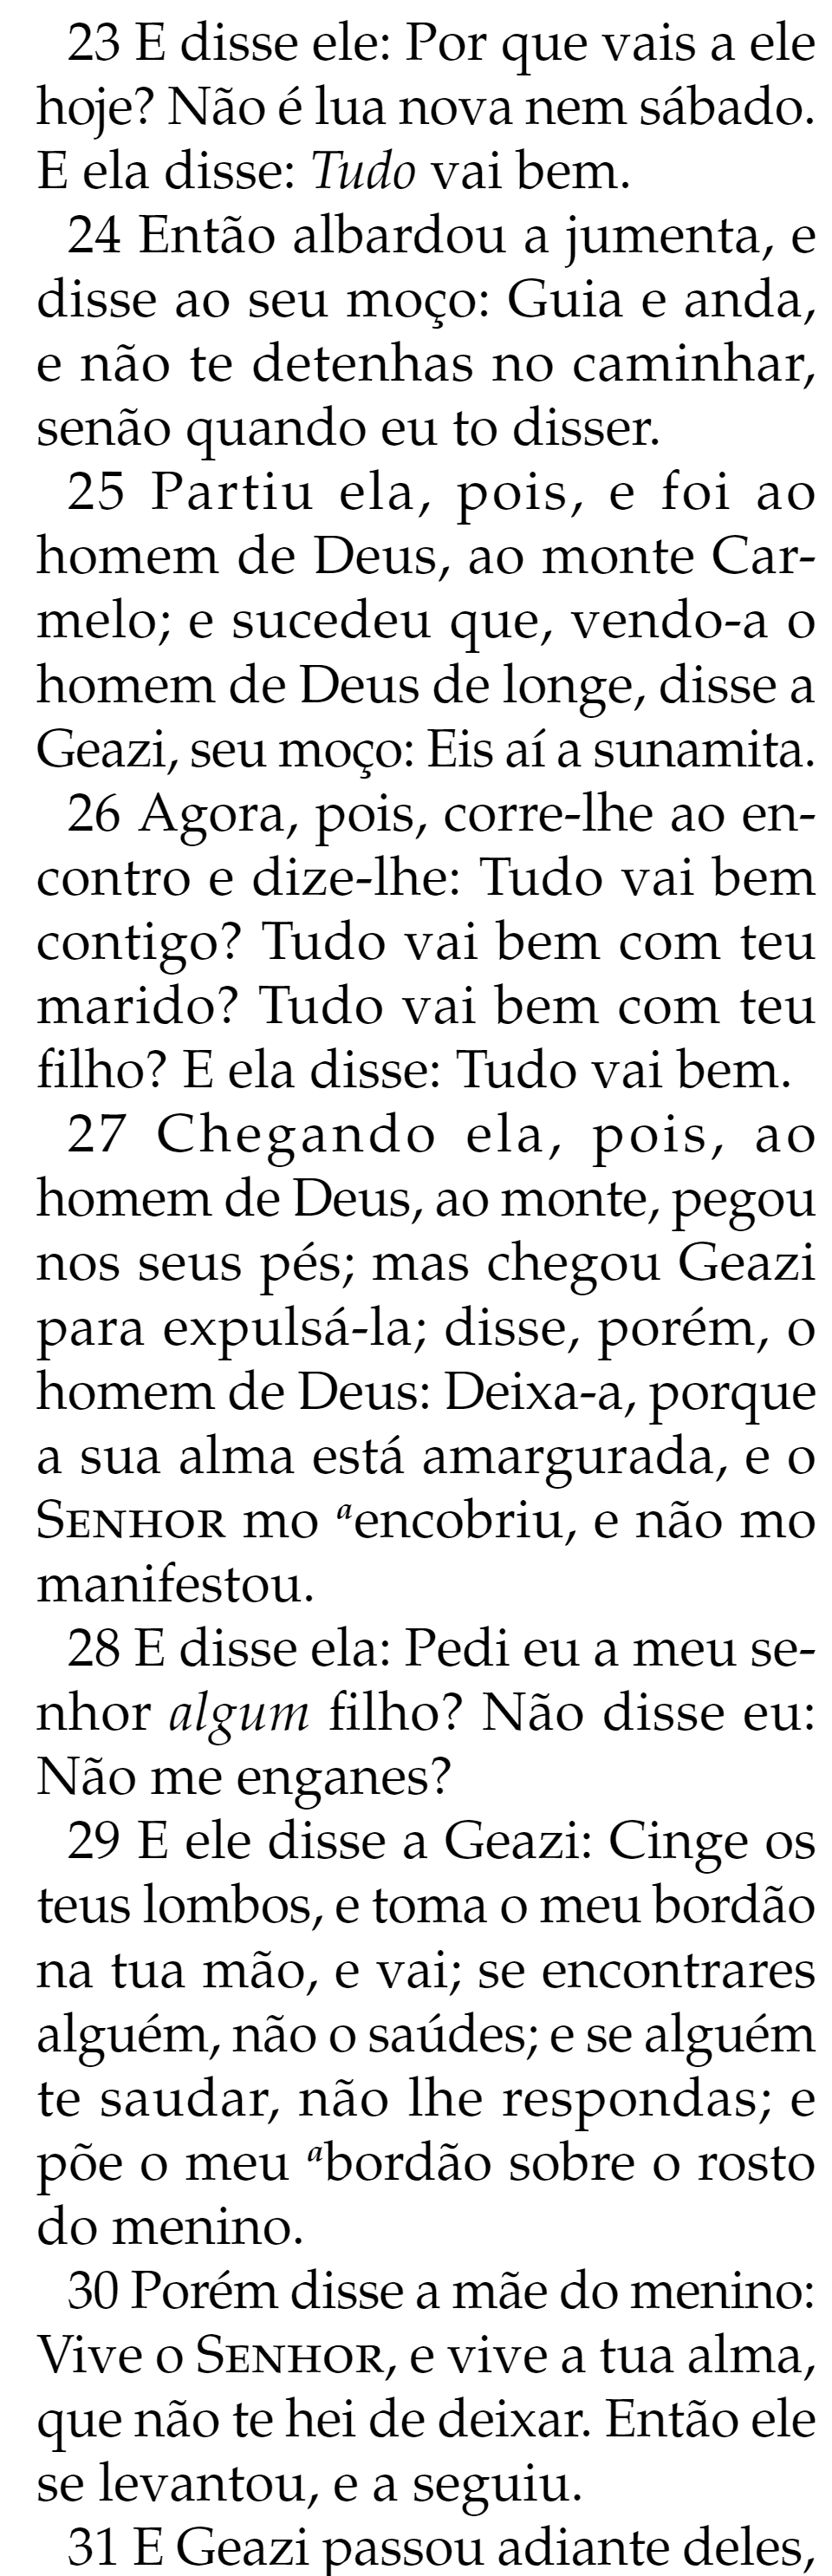 23 E disse ele: Por que vais a ele
hoje? Não é lua nova nem sábado.
E ela disse: Tudo vai bem.
24 Então albardou a jumenta, e
disse ao seu moço: Guia e anda,
e não te detenhas no caminhar,
senão quando eu to disser.
25 Partiu ela, pois, e foi ao
homem de Deus, ao monte Car-
melo; e sucedeu que, vendo-a o
homem de Deus de longe, disse a
Geazi, seu moço: Eis aí a sunamita.
26 Agora, pois, corre-lhe ao en-
contro e dize-lhe: Tudo vai bem
contigo? Tudo vai bem com teu
marido? Tudo vai bem com teu
filho? E ela disse: Tudo vai bem.
27 Chegando ela, pois, ao
homem de Deus, ao monte, pegou
nos seus pés; mas chegou Geazi
para expulsá-la; disse, porém, o
homem de Deus: Deixa-a, porque
a sua alma está amargurada, e o
SENHOR mo ᵃencobriu, e não mo
manifestou.
28 E disse ela: Pedi eu a meu se-
nhor algum filho? Não disse eu:
Não me enganes?
29 E ele disse a Geazi: Cinge os
teus lombos, e toma o meu bordão
na tua mão, e vai; se encontrares
alguém, não o saúdes; e se alguém
te saudar, não lhe respondas; e
põe o meu ᵃbordão sobre o rosto
do menino.
30 Porém disse a mãe do menino:
Vive o SENHOR, e vive a tua alma,
que não te hei de deixar. Então ele
se levantou, e a seguiu.
31 E Geazi passou adiante deles,